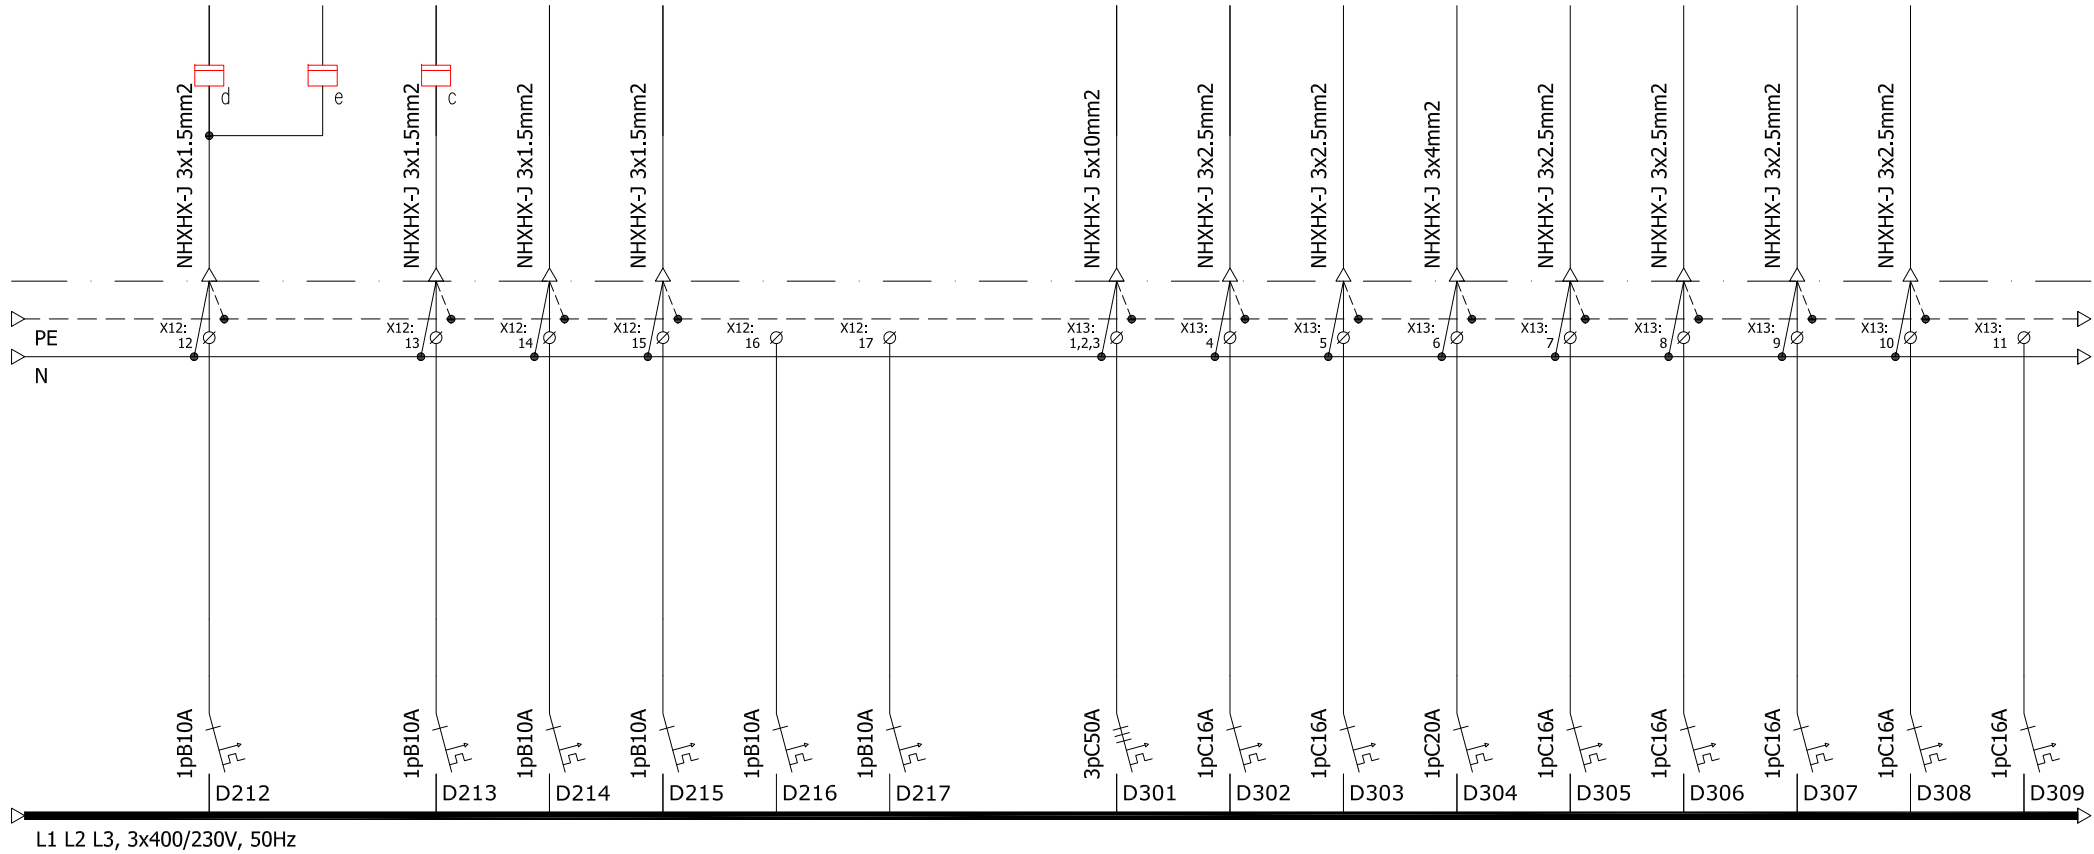 d
e
c
NHXHX-J 3x1.5mm2
NHXHX-J 3x1.5mm2
NHXHX-J 3x1.5mm2
NHXHX-J 3x1.5mm2
NHXHX-J 5x10mm2
NHXHX-J 3x2.5mm2
NHXHX-J 3x2.5mm2
NHXHX-J 3x4mm2
NHXHX-J 3x2.5mm2
NHXHX-J 3x2.5mm2
NHXHX-J 3x2.5mm2
NHXHX-J 3x2.5mm2
PE
N
X12:
12
X12:
13
X12:
14
X12:
15
X12:
16
X12:
17
X13:
1,2,3
X13:
4
X13:
5
X13:
6
X13:
7
X13:
8
X13:
9
X13:
10
X13:
11
1pB10A
1pB10A
1pB10A
1pB10A
1pB10A
1pB10A
3pC50A
1pC16A
1pC16A
1pC20A
1pC16A
1pC16A
1pC16A
1pC16A
1pC16A
D212
D213
D214
D215
D216
D217
D301
D302
D303
D304
D305
D306
D307
D308
D309
L1 L2 L3, 3x400/230V, 50Hz